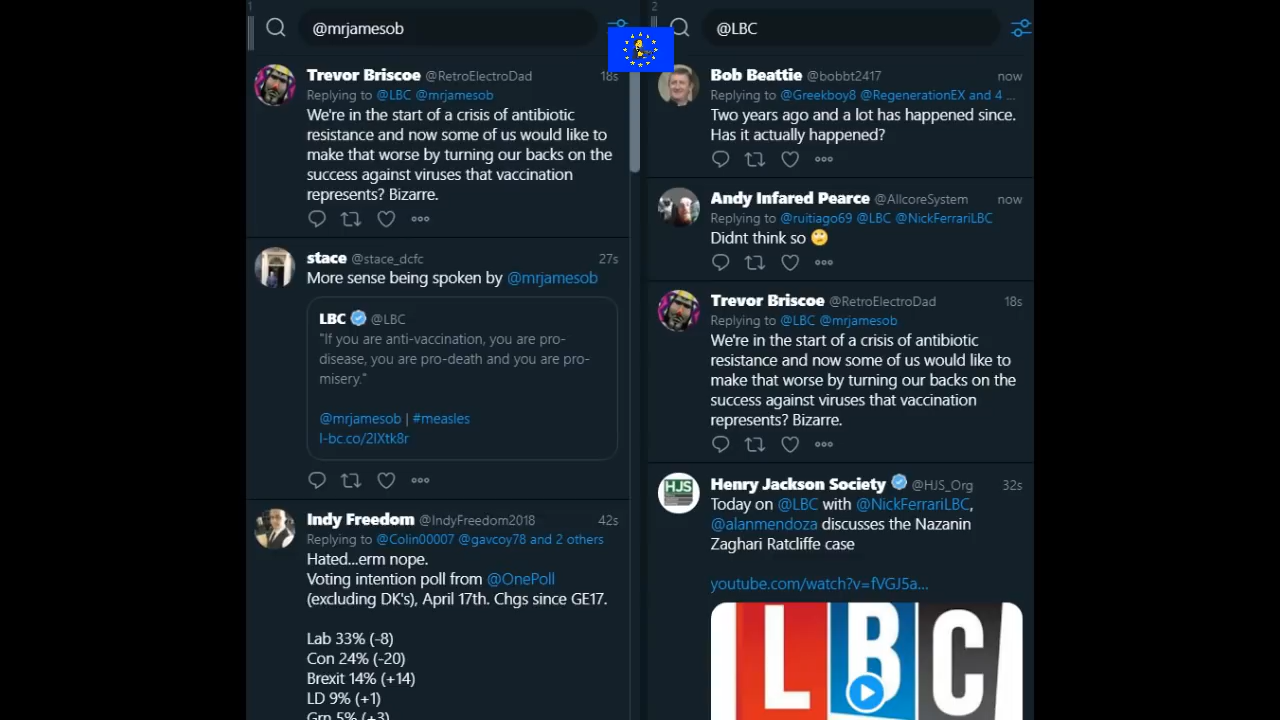 1
@mrjamesob
Trevor Briscoe @RetroElectroDad 18s
Replying to @LBC @mrjamesob
We're in the start of a crisis of antibiotic
resistance and now some of us would like to
make that worse by turning our backs on the
success against viruses that vaccination
represents? Bizarre.
stace @stace_dcfc 27s
More sense being spoken by @mrjamesob
LBC @LBC
"If you are anti-vaccination, you are pro-
disease, you are pro-death and you are pro-
misery."
@mrjamesob | #measles
l-bc.co/2IXtk8r
Indy Freedom @IndyFreedom2018 42s
Replying to @Colin00007 @gavcoy78 and 2 others
Hated...erm nope.
Voting intention poll from @OnePoll
(excluding DK's), April 17th. Chgs since GE17.
Lab 33% (-8)
Con 24% (-20)
Brexit 14% (+14)
LD 9% (+1)
Grn 5% (+3)
2
@LBC
Bob Beattie @bobbt2417 now
Replying to @Greekboy8 @RegenerationEX and 4 ...
Two years ago and a lot has happened since.
Has it actually happened?
Andy Infared Pearce @AllcoreSystem now
Replying to @ruitiago69 @LBC @NickFerrariLBC
Didnt think so 🙄
Trevor Briscoe @RetroElectroDad 18s
Replying to @LBC @mrjamesob
We're in the start of a crisis of antibiotic
resistance and now some of us would like to
make that worse by turning our backs on the
success against viruses that vaccination
represents? Bizarre.
HJS
Henry Jackson Society @HJS_Org 32s
Today on @LBC with @NickFerrariLBC,
@alanmendoza discusses the Nazanin
Zaghari Ratcliffe case
youtube.com/watch?v=fVGJ5a...
LBC